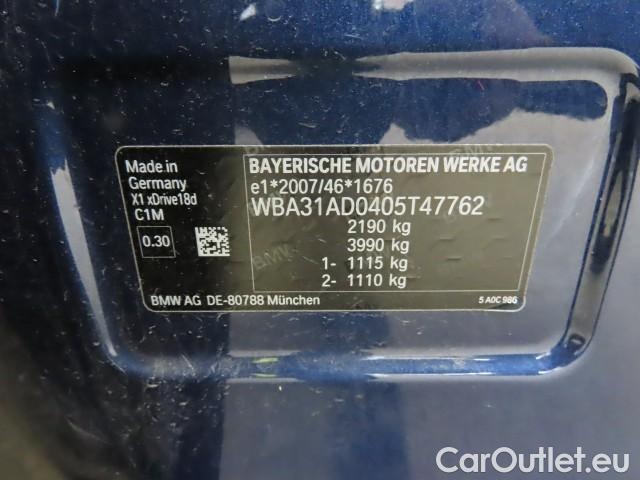 Made in
Germany
X1 xDrive18d
C1M
0.30
BAYERISCHE MOTOREN WERKE AG
e1*2007/46*1676
WBA31AD0405T47762
2190 kg
3990 kg
1- 1115 kg
2- 1110 kg
BMW AG DE-80788 München
5 A0C 986
CarOutlet.eu